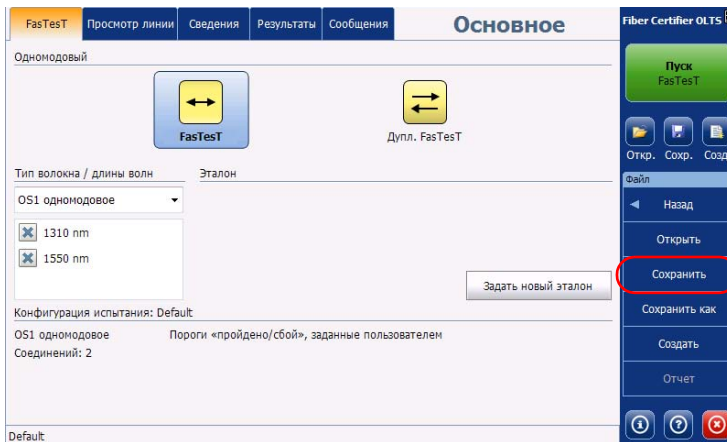 FasTesT Просмотр линии Сведения Результаты Сообщения Основное
Одномодовый
FasTesT
Дупл. FasTesT
Тип волокна / длины волн Эталон
OS1 одномодовое
1310 nm
1550 nm
Задать новый эталон
Конфигурация испытания: Default
OS1 одномодовое Пороги «пройдено/сбой», заданные пользователем
Соединений: 2
Default
Fiber Certifier OLTS
Пуск
FasTesT
Откр. Сохр. Созд
Файл
Назад
Открыть
Сохранить
Сохранить как
Создать
Отчет